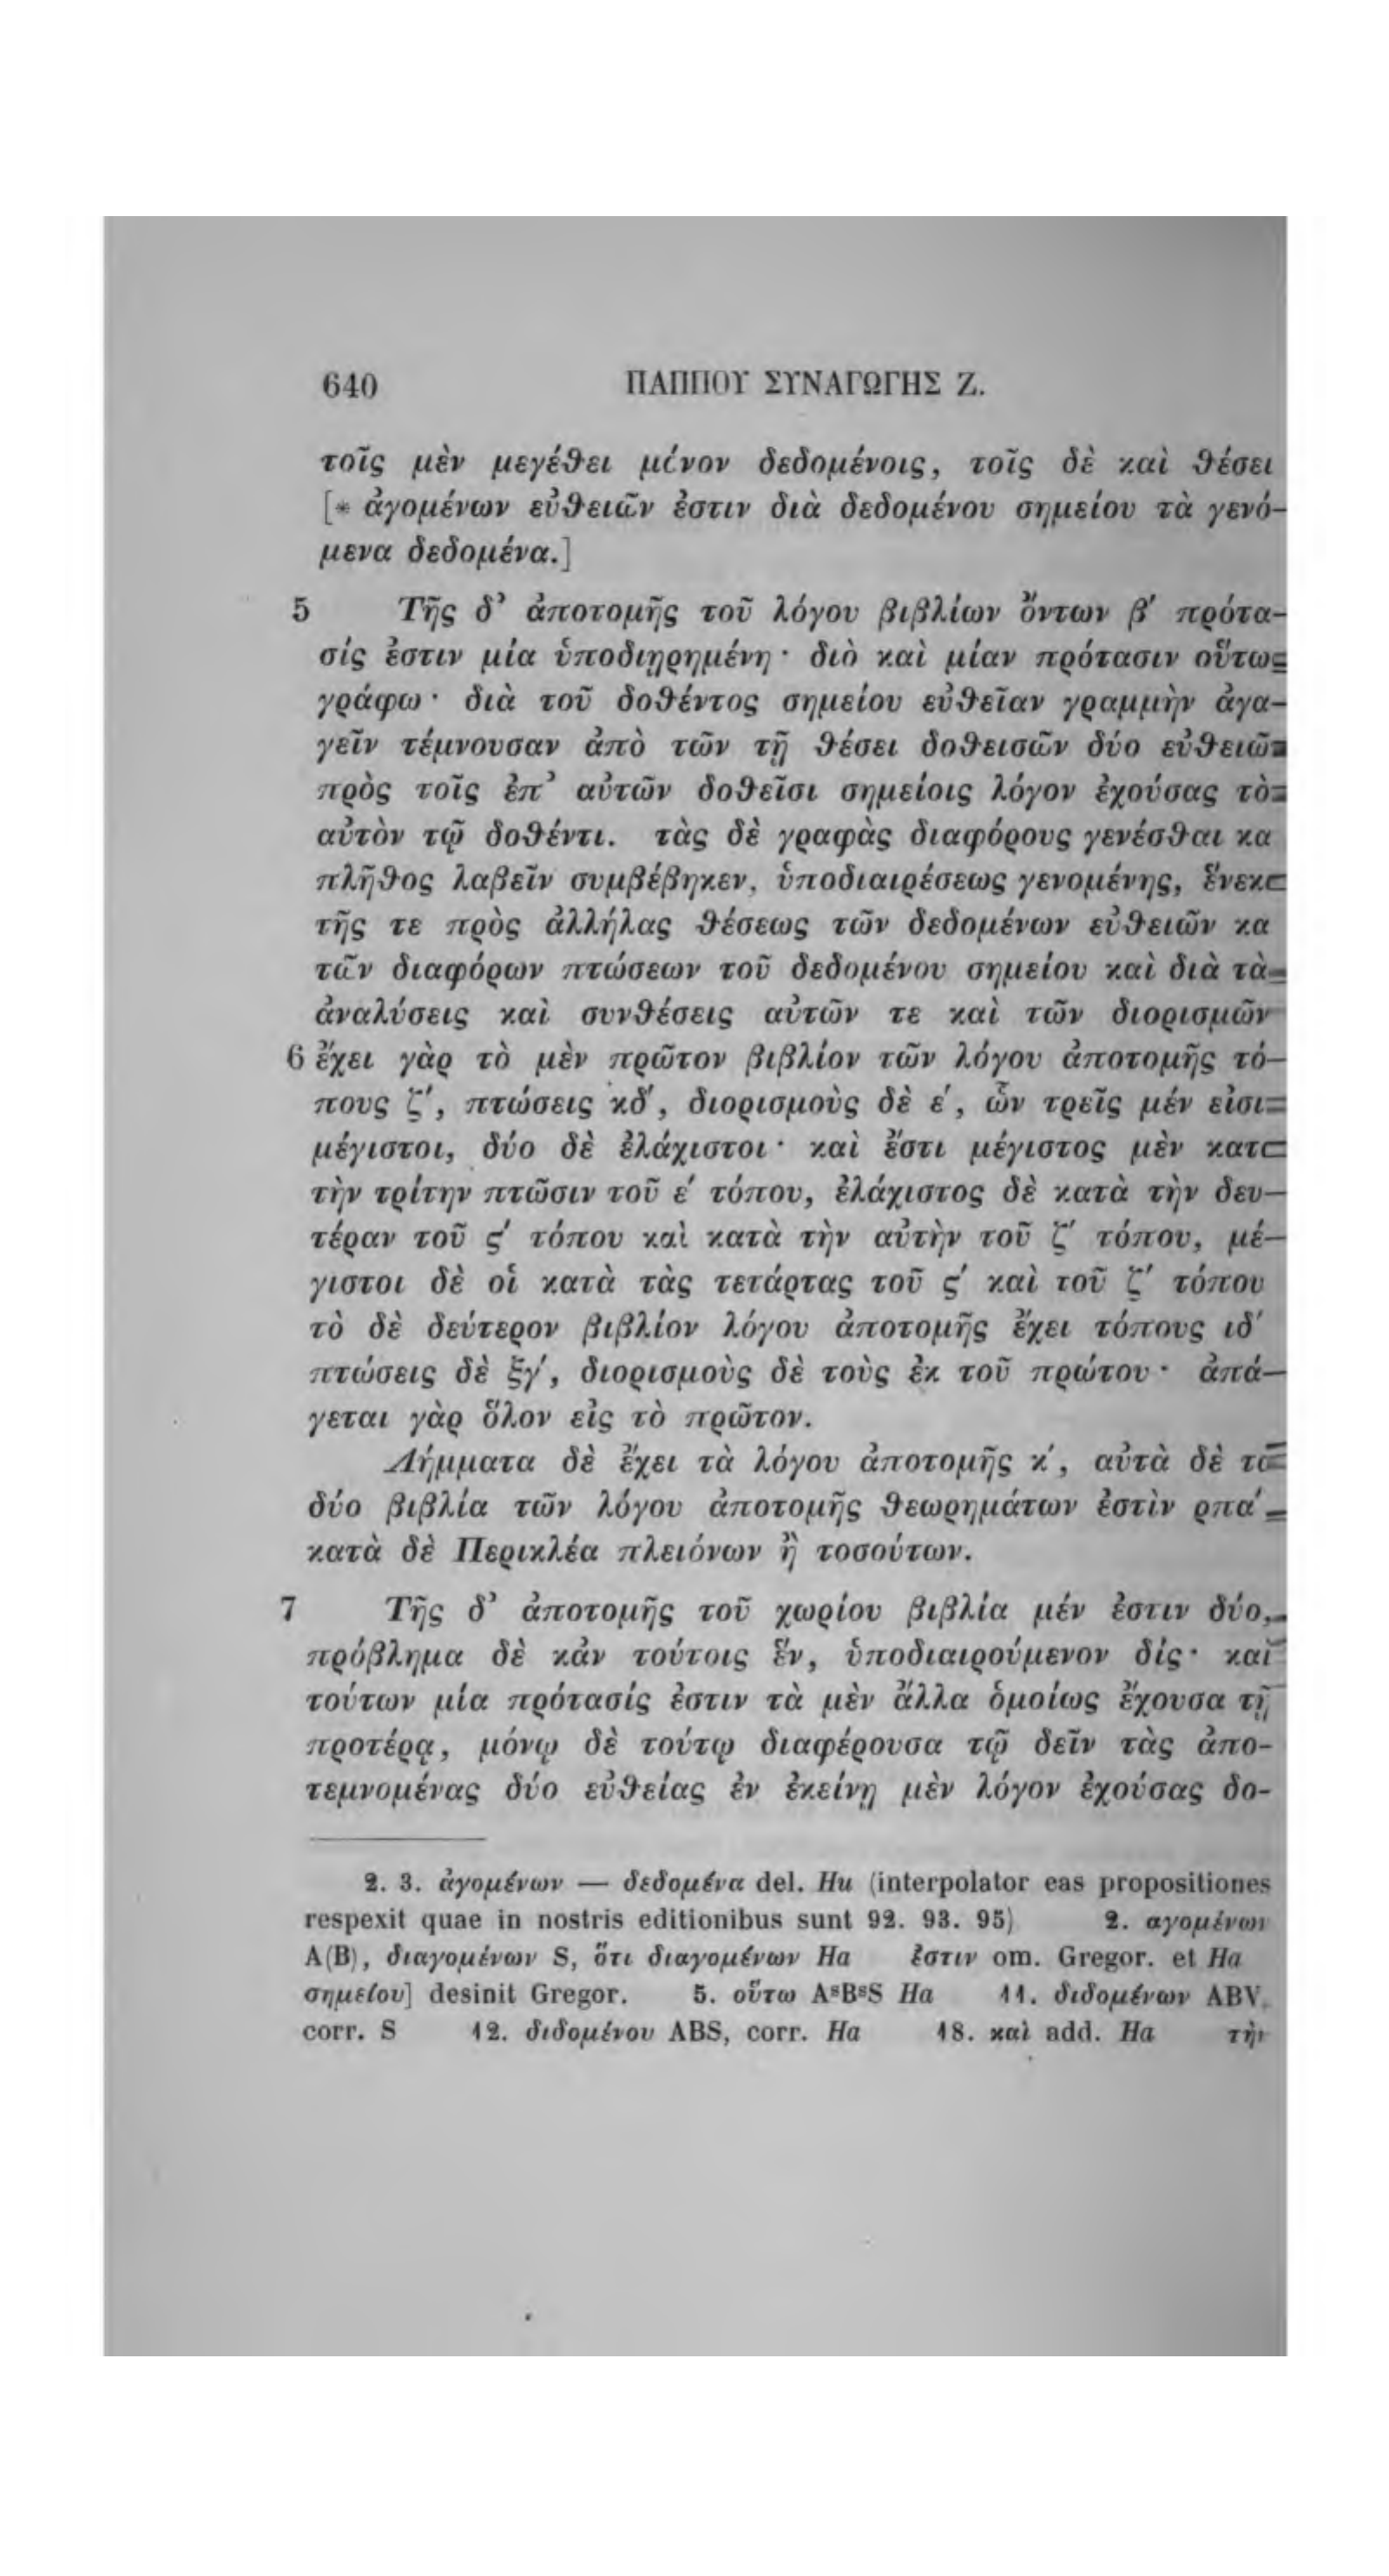 640 ΠΑΠΠΟΥ ΣΥΝΑΓΩΓΗΣ Ζ.
τοῖς μὲν μεγέθει μόνον δεδομένοις, τοῖς δὲ καὶ θέσει
[* ἀγομένων εὐθειῶν ἐστιν διὰ δεδομένου σημείου τὰ γενό-
μενα δεδομένα.]
5 Τῆς δ’ ἀποτομῆς τοῦ λόγου βιβλίων ὄντων β′ πρότα-
σίς ἐστιν μία ὑποδιῃρημένη· διὸ καὶ μίαν πρότασιν οὕτως
γράφω· διὰ τοῦ δοθέντος σημείου εὐθεῖαν γραμμὴν ἀγα-
γεῖν τέμνουσαν ἀπὸ τῶν τῇ θέσει δοθεισῶν δύο εὐθειῶ
πρὸς τοῖς ἐπ’ αὐτῶν δοθεῖσι σημείοις λόγον ἐχούσας τὸ
αὐτὸν τῷ δοθέντι. τὰς δὲ γραφὰς διαφόρους γενέσθαι κα
πλῆθος λαβεῖν συμβέβηκεν, ὑποδιαιρέσεως γενομένης, ἕνεκ
τῆς τε πρὸς ἀλλήλας θέσεως τῶν δεδομένων εὐθειῶν κα
τῶν διαφόρων πτώσεων τοῦ δεδομένου σημείου καὶ διὰ τὰ
ἀναλύσεις καὶ συνθέσεις αὐτῶν τε καὶ τῶν διορισμῶν
6 ἔχει γὰρ τὸ μὲν πρῶτον βιβλίον τῶν λόγου ἀποτομῆς τό-
πους ζ′, πτώσεις κδ′, διορισμοὺς δὲ ε′, ὧν τρεῖς μέν εἰσι
μέγιστοι, δύο δὲ ἐλάχιστοι· καὶ ἔστι μέγιστος μὲν κατ
τὴν τρίτην πτῶσιν τοῦ ε′ τόπου, ἐλάχιστος δὲ κατὰ τὴν δευ-
τέραν τοῦ ς′ τόπου καὶ κατὰ τὴν αὐτὴν τοῦ ζ′ τόπου, μέ-
γιστοι δὲ οἱ κατὰ τὰς τετάρτας τοῦ ς′ καὶ τοῦ ζ′ τόπου
τὸ δὲ δεύτερον βιβλίον λόγου ἀποτομῆς ἔχει τόπους ιδ′
πτώσεις δὲ ξγ′, διορισμοὺς δὲ τοὺς ἐκ τοῦ πρώτου· ἀπά-
γεται γὰρ ὅλον εἰς τὸ πρῶτον.
Λήμματα δὲ ἔχει τὰ λόγου ἀποτομῆς κ′, αὐτὰ δὲ τὰ
δύο βιβλία τῶν λόγου ἀποτομῆς θεωρημάτων ἐστὶν ρπα′
κατὰ δὲ Περικλέα πλειόνων ἢ τοσούτων.
7 Τῆς δ’ ἀποτομῆς τοῦ χωρίου βιβλία μέν ἐστιν δύο,
πρόβλημα δὲ κἀν τούτοις ἕν, ὑποδιαιρούμενον δίς· καὶ
τούτων μία πρότασίς ἐστιν τὰ μὲν ἄλλα ὁμοίως ἔχουσα τῇ
προτέρᾳ, μόνῳ δὲ τούτῳ διαφέρουσα τῷ δεῖν τὰς ἀπο-
τεμνομένας δύο εὐθείας ἐν ἐκείνῃ μὲν λόγον ἐχούσας δο-
2. 3. ἀγομένων — δεδομένα del. Hu (interpolator eas propositiones
respexit quae in nostris editionibus sunt 92. 93. 95) 2. αγομένων
A(B), διαγομένων S, ὅτι διαγομένων Ha ἐστιν om. Gregor. et Ha
σημείου] desinit Gregor. 5. οὕτω AˢBˢS Ha 11. διδομένων ABV,
corr. S 12. διδομένου ABS, corr. Ha 18. καὶ add. Ha τὴν